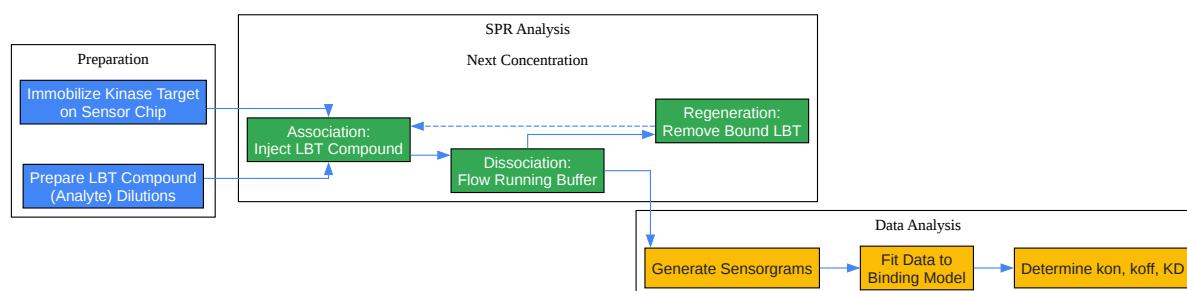 Preparation
Immobilize Kinase Target
on Sensor Chip
Prepare LBT Compound
(Analyte) Dilutions
SPR Analysis
Next Concentration
Association:
Inject LBT Compound
Dissociation:
Flow Running Buffer
Regeneration:
Remove Bound LBT
Data Analysis
Generate Sensorgrams
Fit Data to
Binding Model
Determine kon, koff, KD